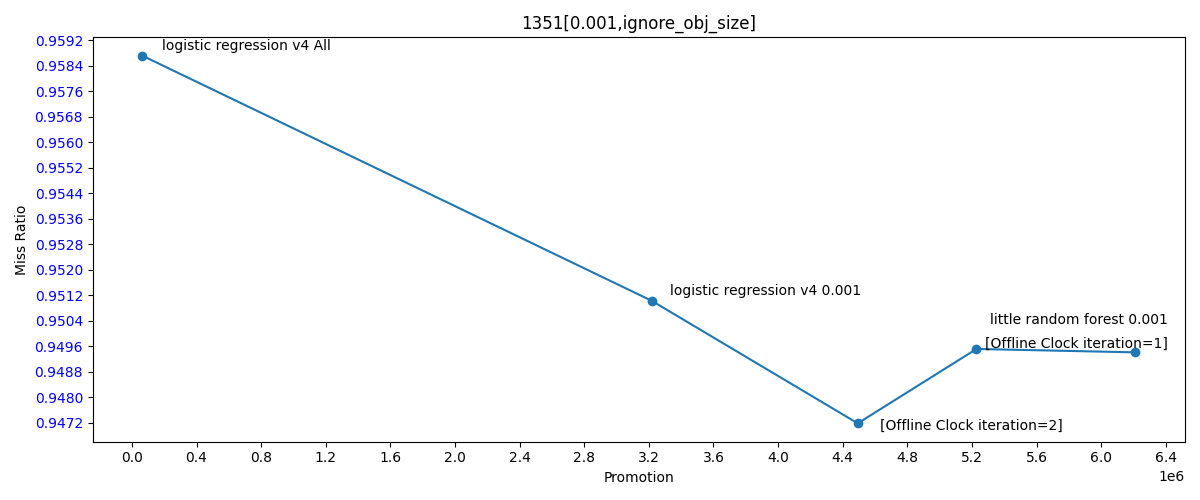 1351[0.001,ignore_obj_size]
Miss Ratio
0.9592
0.9584
0.9576
0.9568
0.9560
0.9552
0.9544
0.9536
0.9528
0.9520
0.9512
0.9504
0.9496
0.9488
0.9480
0.9472
logistic regression v4 All
logistic regression v4 0.001
little random forest 0.001
[Offline Clock iteration=1]
[Offline Clock iteration=2]
0.0 0.4 0.8 1.2 1.6 2.0 2.4 2.8 3.2 3.6 4.0 4.4 4.8 5.2 5.6 6.0 6.4
1e6
Promotion